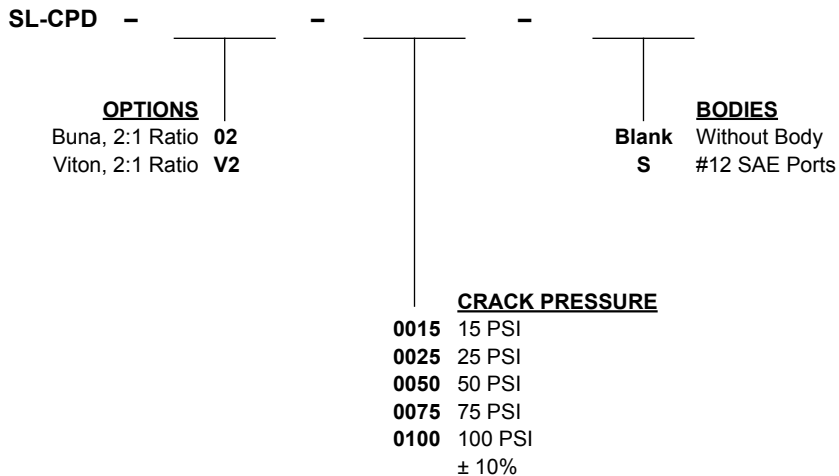 SL-CPD – – –
OPTIONS
Buna, 2:1 Ratio 02
Viton, 2:1 Ratio V2
BODIES
Blank Without Body
S #12 SAE Ports
CRACK PRESSURE
0015 15 PSI
0025 25 PSI
0050 50 PSI
0075 75 PSI
0100 100 PSI
± 10%